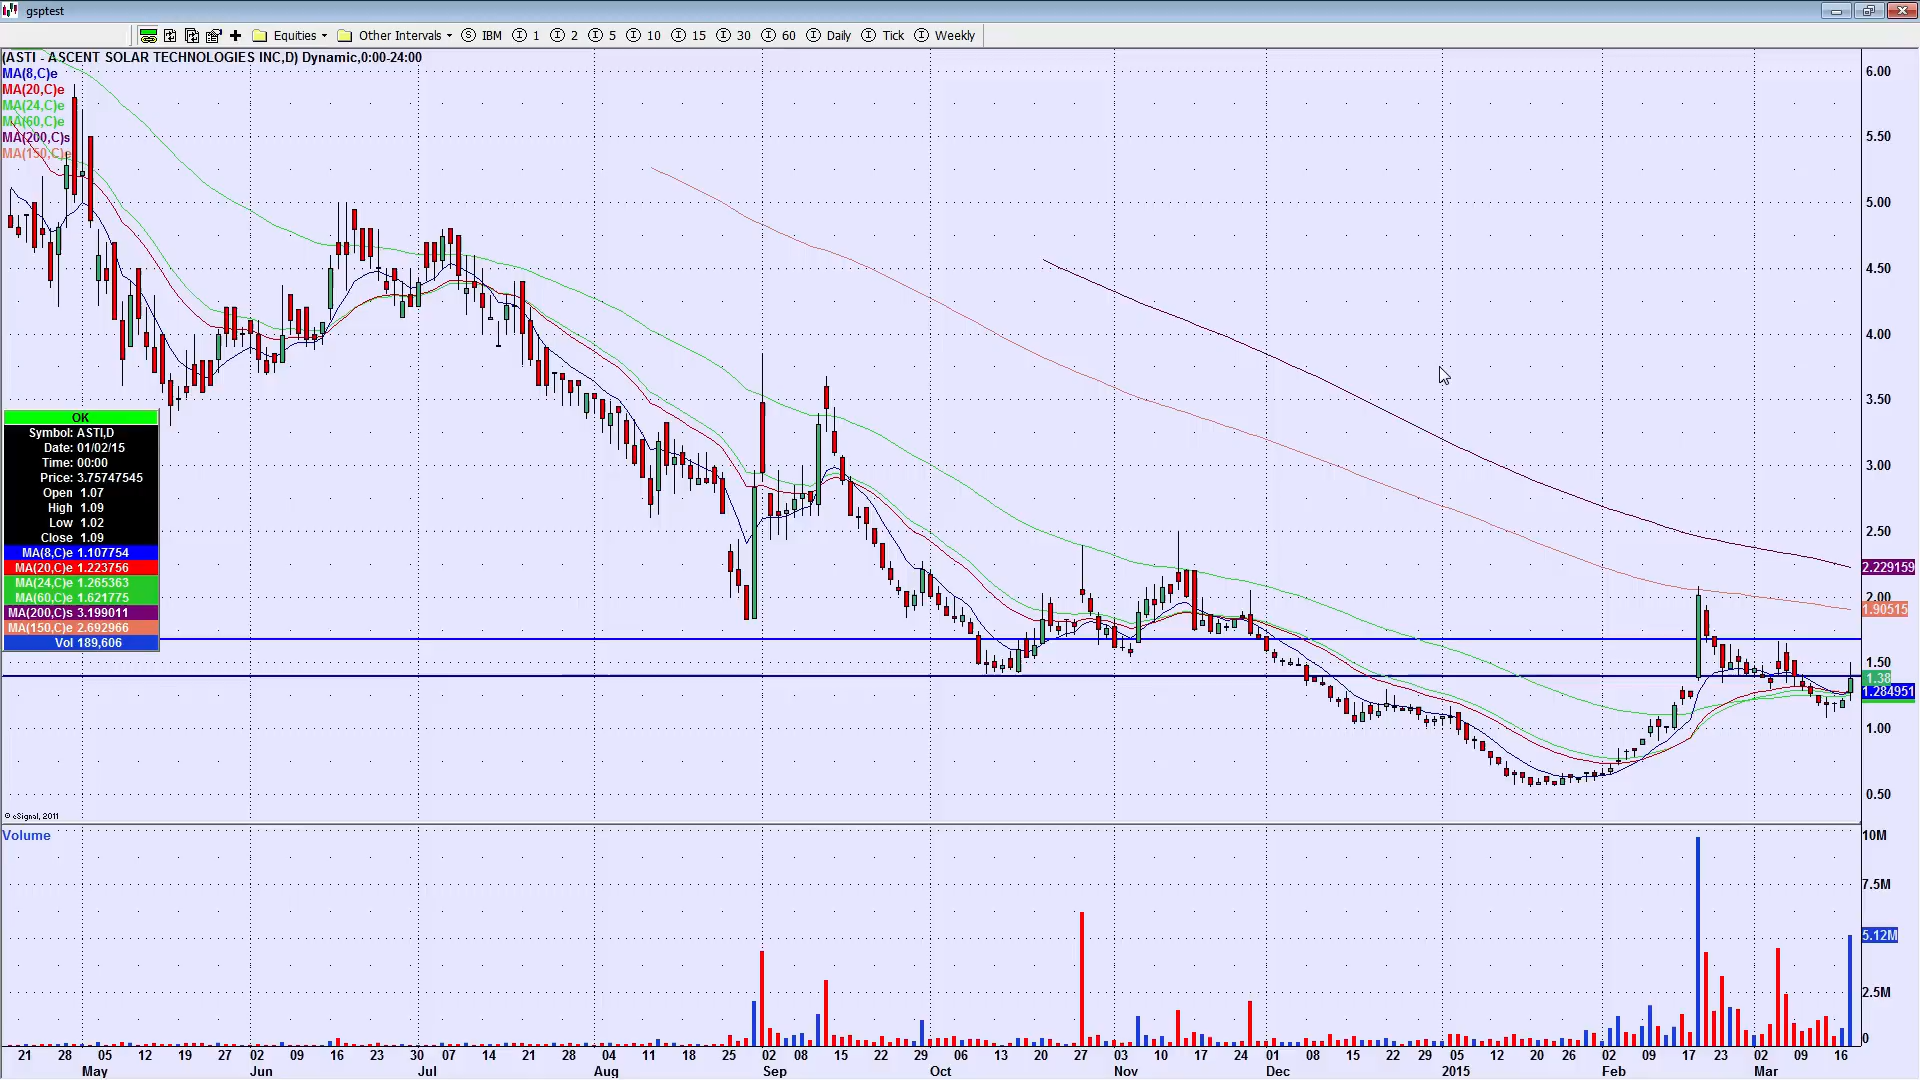 gsptest
Equities Other Intervals IBM 1 2 5 10 15 30 60 Daily Tick Weekly
(ASTI - ASCENT SOLAR TECHNOLOGIES INC,D) Dynamic,0:00-24:00
MA(8,C)e
MA(20,C)e
MA(24,C)e
MA(60,C)e
MA(200,C)s
MA(150,C)e
6.00
5.50
5.00
4.50
4.00
3.50
3.00
2.50
2.229159
2.00
1.90515
1.50
1.38
1.284951
1.00
0.50
OK
Symbol: ASTI,D
Date: 01/02/15
Time: 00:00
Price: 3.75747545
Open 1.07
High 1.09
Low 1.02
Close 1.09
MA(8,C)e 1.107754
MA(20,C)e 1.223756
MA(24,C)e 1.265363
MA(60,C)e 1.621775
MA(200,C)s 3.199011
MA(150,C)e 2.692966
Vol 189,606
© eSignal, 2011
Volume
10M
7.5M
5.12M
2.5M
0
21 28 05 12 19 27 02 09 16 23 30 07 14 21 28 04 11 18 25 02 08 15 22 29 06 13 20 27 03 10 17 24 01 08 15 22 29 05 12 20 26 02 09 17 23 02 09 16
May Jun Jul Aug Sep Oct Nov Dec 2015 Feb Mar